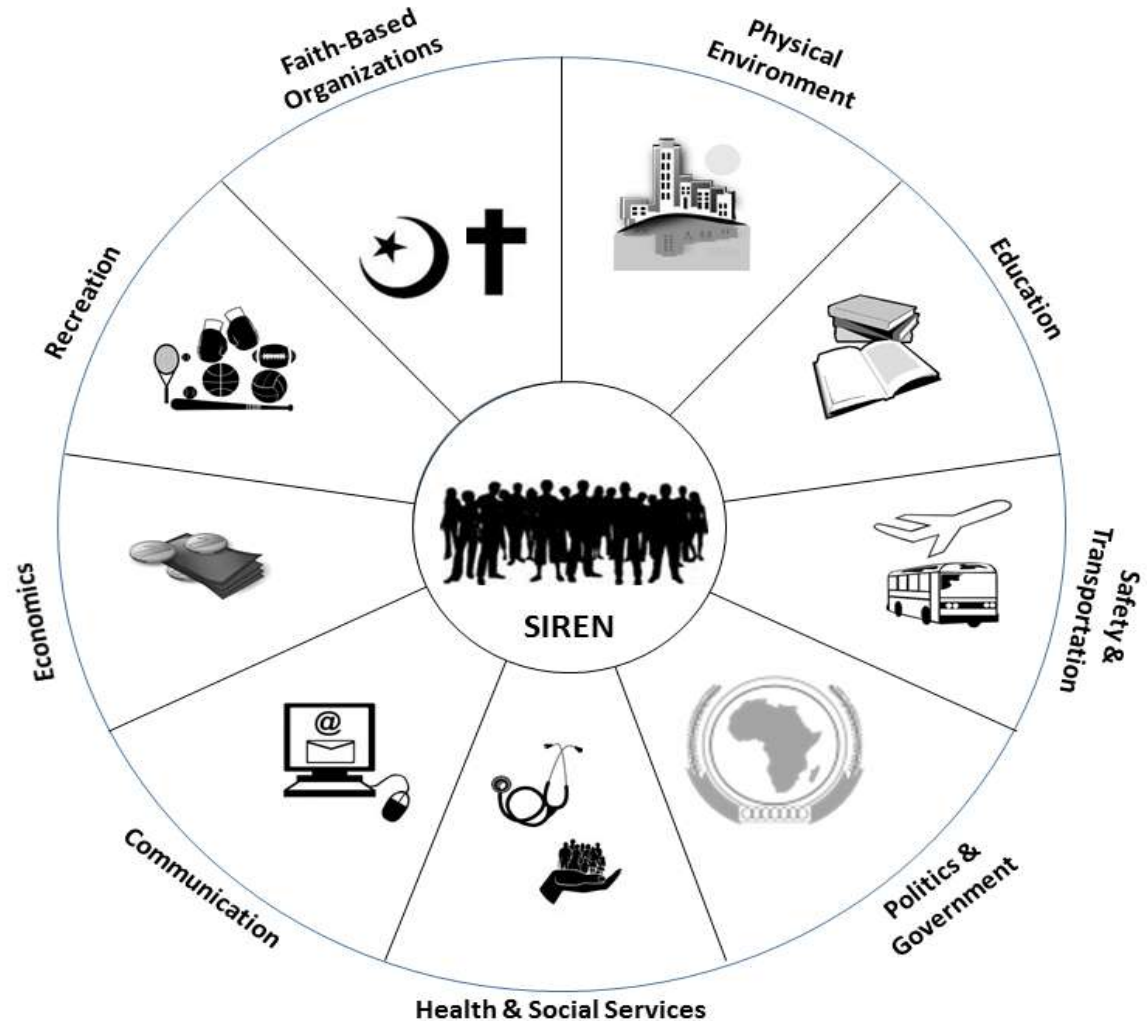 Faith-Based
Organizations
Physical
Environment
Recreation
Education
Economics
SIREN
Safety &
Transportation
@
Communication
Politics &
Government
Health & Social Services